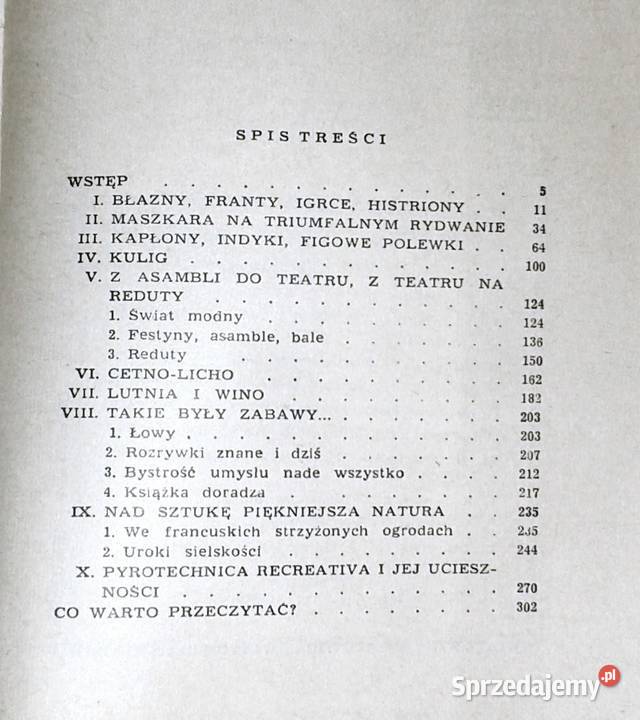 SPIS TREŚCI
WSTĘP . . . . . . . . . . . . . . 5
I. BŁAZNY, FRANTY, IGRCE, HISTRIONY . . 11
II. MASZKARA NA TRIUMFALNYM RYDWANIE 34
III. KAPŁONY, INDYKI, FIGOWE POLEWKI . . 64
IV. KULIG . . . . . . . . . . . . 100
V. Z ASAMBLI DO TEATRU, Z TEATRU NA
REDUTY . . . . . . . . . . . . 124
1. Świat modny . . . . . . . . . 124
2. Festyny, asamble, bale . . . . . . 136
3. Reduty . . . . . . . . . . . 150
VI. CETNO-LICHO . . . . . . . . . . 162
VII. LUTNIA I WINO . . . . . . . . . 182
VIII. TAKIE BYŁY ZABAWY... . . . . . . . 203
1. Łowy . . . . . . . . . . . . 203
2. Rozrywki znane i dziś . . . . . . 207
3. Bystrość umysłu nade wszystko . . . 212
4. Książka doradza . . . . . . . . 217
IX. NAD SZTUKĘ PIĘKNIEJSZA NATURA . . . 235
1. We francuskich strzyżonych ogrodach . . 235
2. Uroki sielskości . . . . . . . . 244
X. PYROTECHNICA RECREATIVA I JEJ UCIESZ-
NOŚCI . . . . . . . . . . . . . 270
CO WARTO PRZECZYTAĆ? . . . . . . . . 302
Sprzedajemy.pl